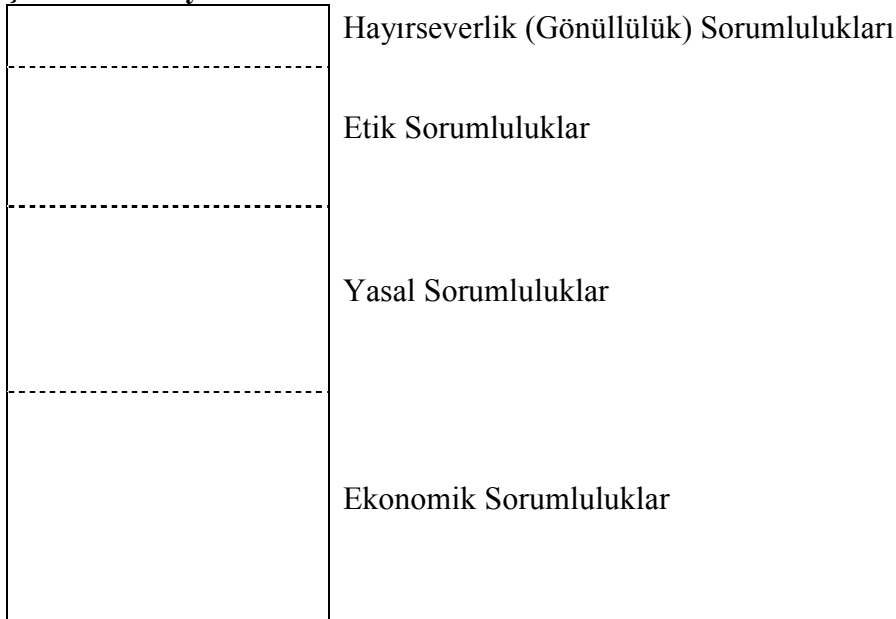 Hayırseverlik (Gönüllülük) Sorumlulukları
Etik Sorumluluklar
Yasal Sorumluluklar
Ekonomik Sorumluluklar